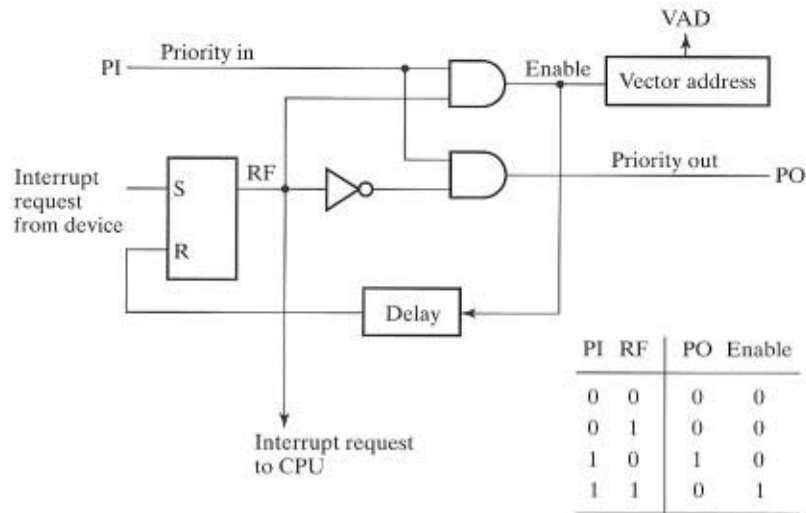 VAD
PI
Priority in
Enable
Vector address
Priority out
PO
Interrupt
request
from device
S
RF
R
Delay
Interrupt request
to CPU
PI RF PO Enable
0 0 0 0
0 1 0 0
1 0 1 0
1 1 0 1